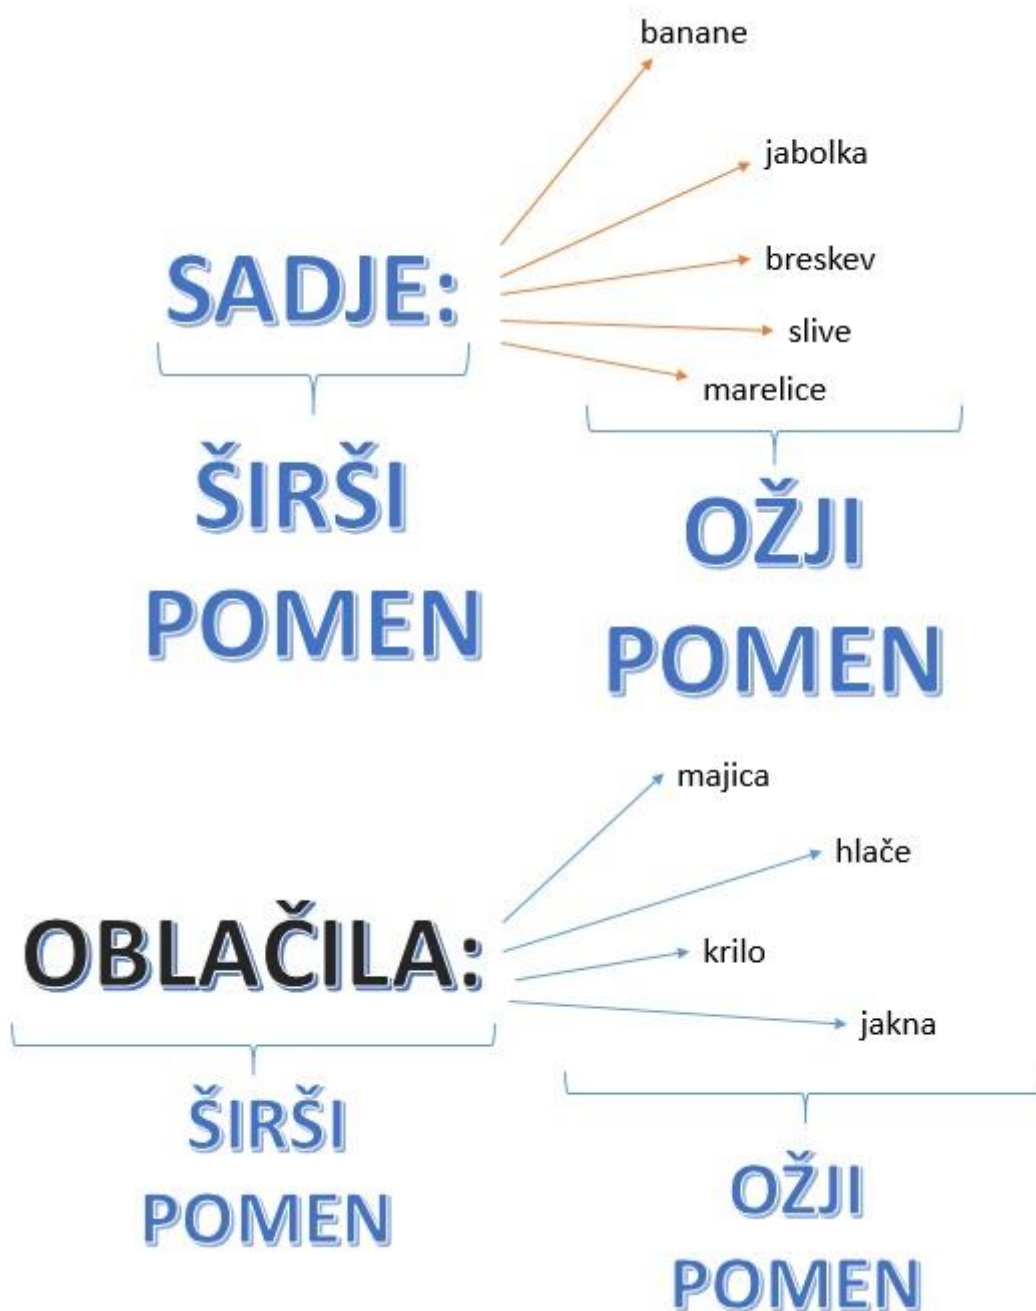 banane
jabolka
SADJE:
breskev
slive
marelice
ŠIRŠI
POMEN
OŽJI
POMEN
majica
hlače
OBLAČILA:
krilo
jakna
ŠIRŠI
POMEN
OŽJI
POMEN